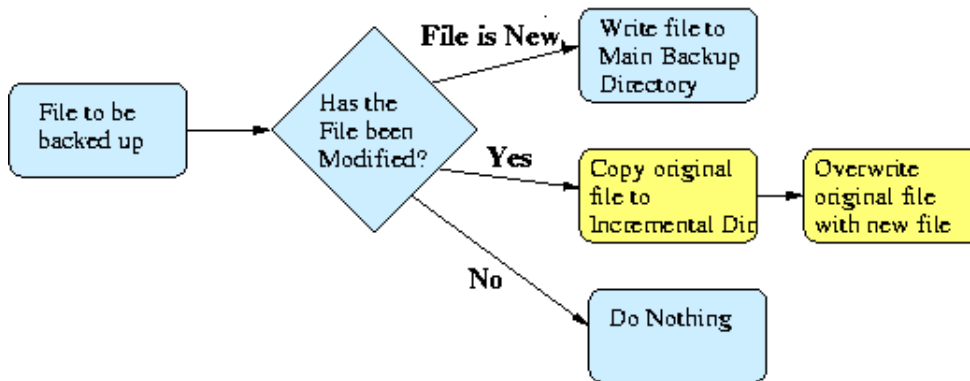 File to be
backed up
Has the
File been
Modified?
File is New
Write file to
Main Backup
Directory
Yes
Copy original
file to
Incremental Dir
Overwrite
original file
with new file
No
Do Nothing